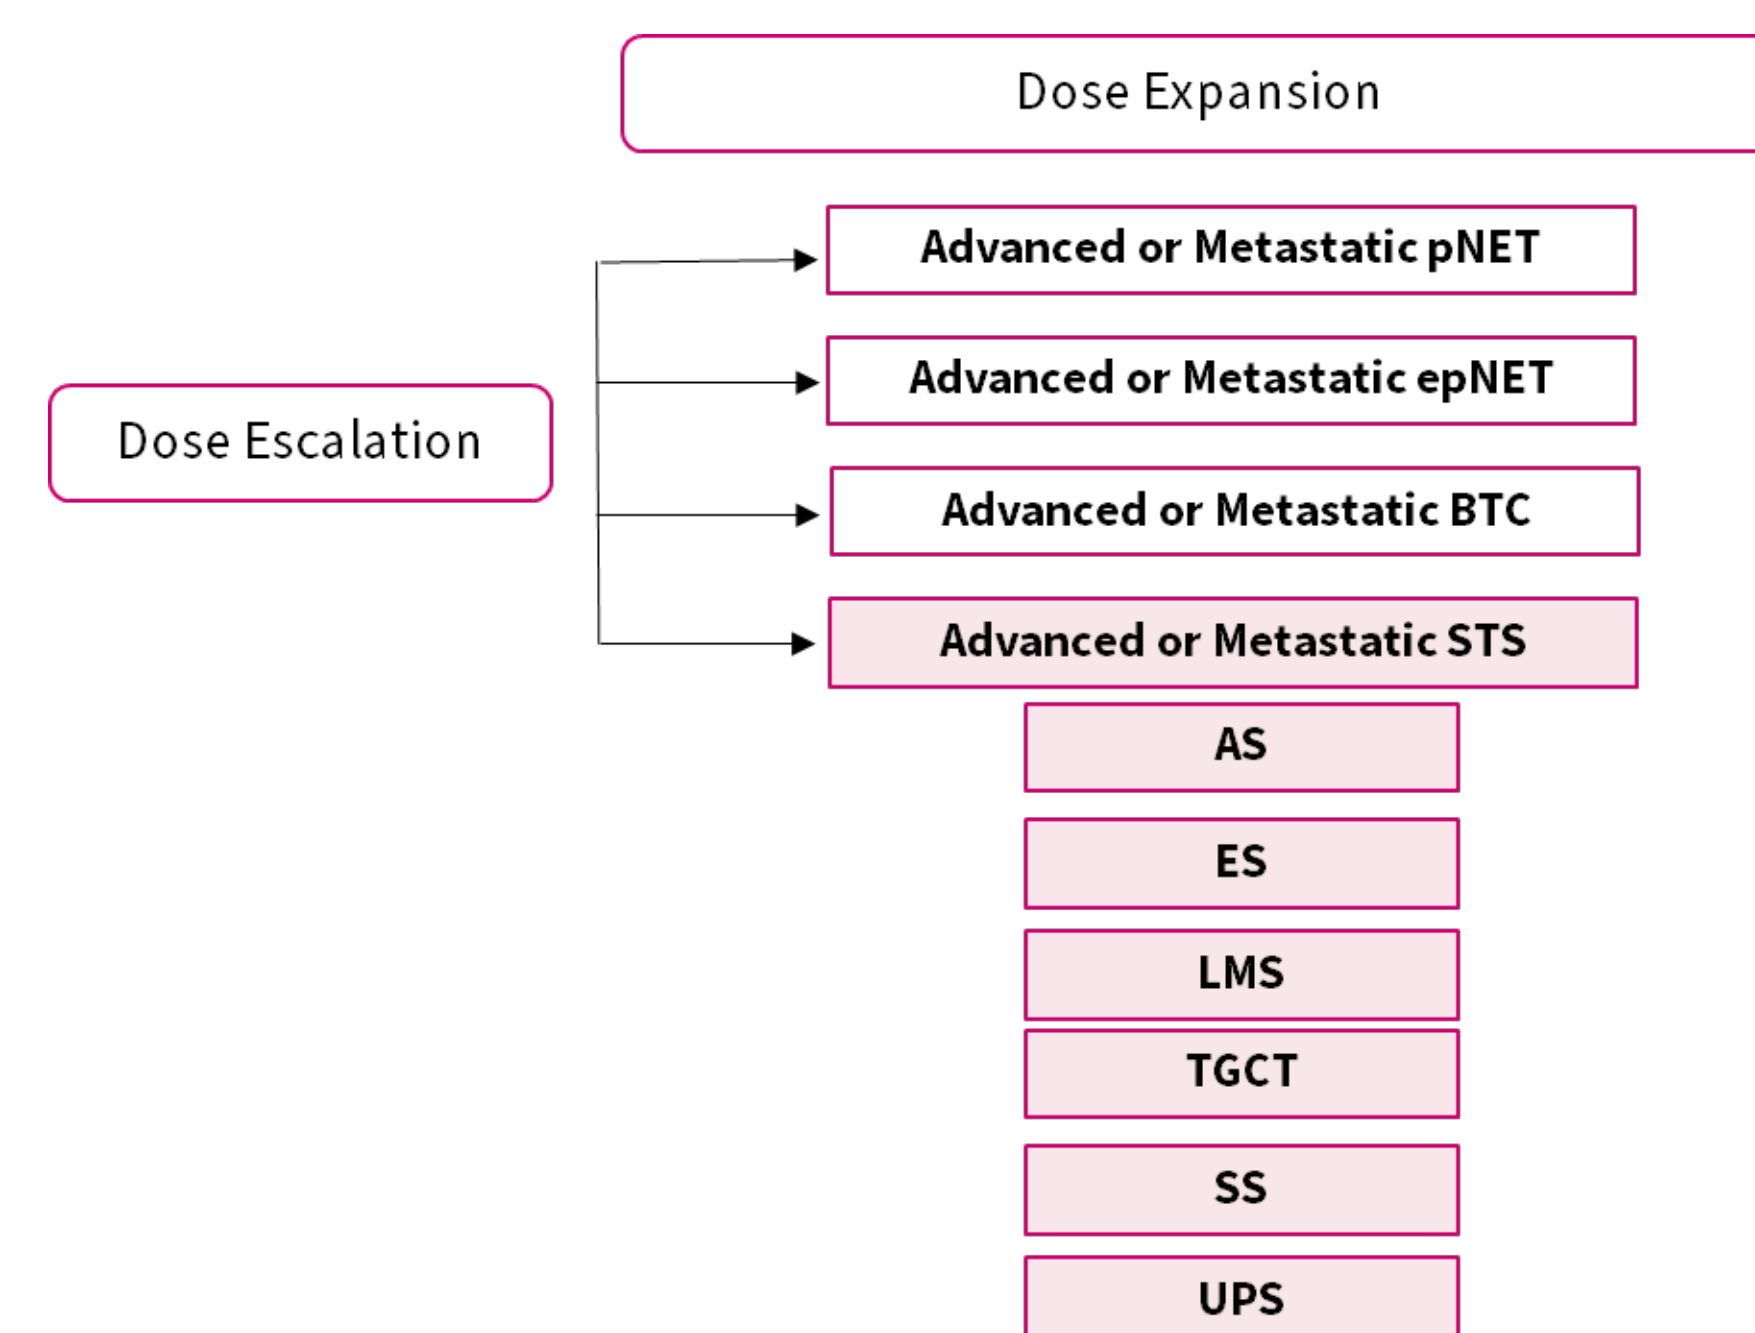 Dose Expansion
Advanced or Metastatic pNET
Advanced or Metastatic epNET
Dose Escalation
Advanced or Metastatic BTC
Advanced or Metastatic STS
AS
ES
LMS
TGCT
SS
UPS